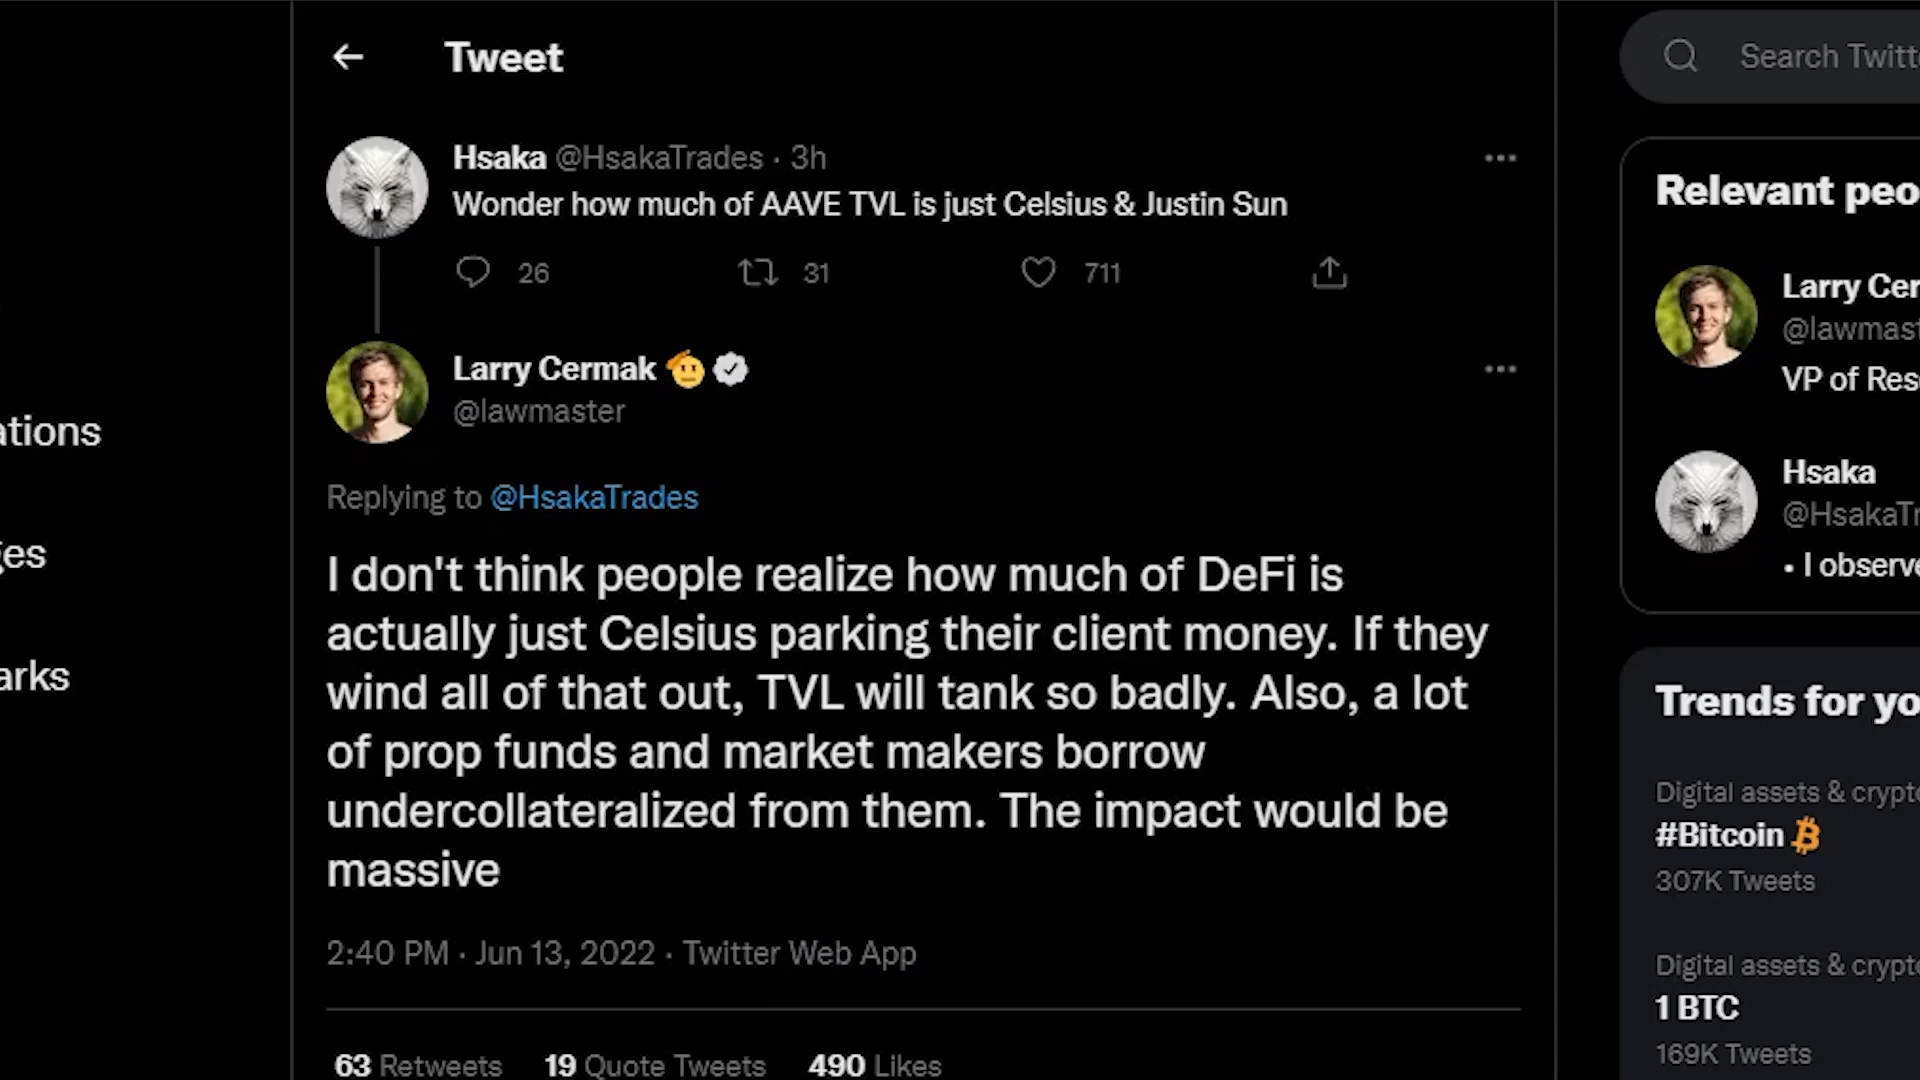 Tweet
Search Twitt
Hsaka @HsakaTrades · 3h
Wonder how much of AAVE TVL is just Celsius & Justin Sun
26 31 711
Larry Cermak
@lawmaster
Replying to @HsakaTrades
I don't think people realize how much of DeFi is
actually just Celsius parking their client money. If they
wind all of that out, TVL will tank so badly. Also, a lot
of prop funds and market makers borrow
undercollateralized from them. The impact would be
massive
2:40 PM · Jun 13, 2022 · Twitter Web App
63 Retweets 19 Quote Tweets 490 Likes
ations
ges
arks
Relevant peo
Larry Cer
@lawmast
VP of Res
Hsaka
@HsakaTr
• I observe
Trends for yo
Digital assets & crypto
#Bitcoin
307K Tweets
Digital assets & crypto
1 BTC
169K Tweets